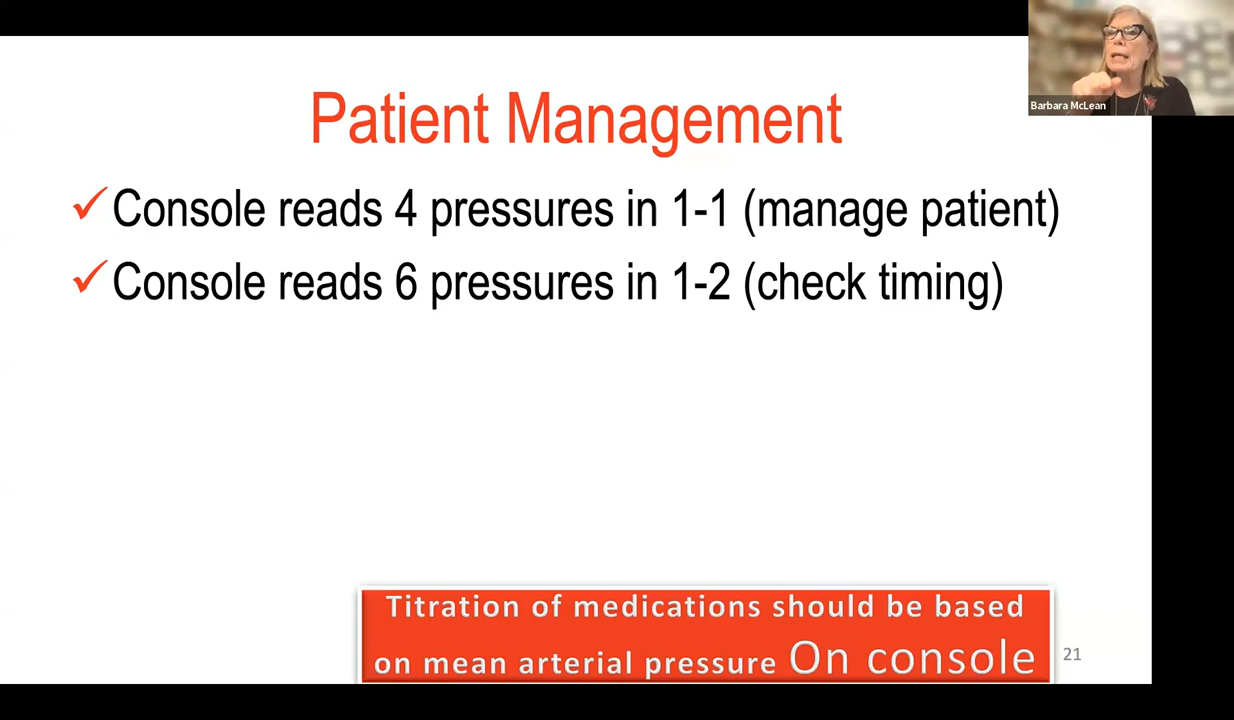 Barbara McLean
Patient Management
Console reads 4 pressures in 1-1 (manage patient)
Console reads 6 pressures in 1-2 (check timing)
Titration of medications should be based
on mean arterial pressure On console
21